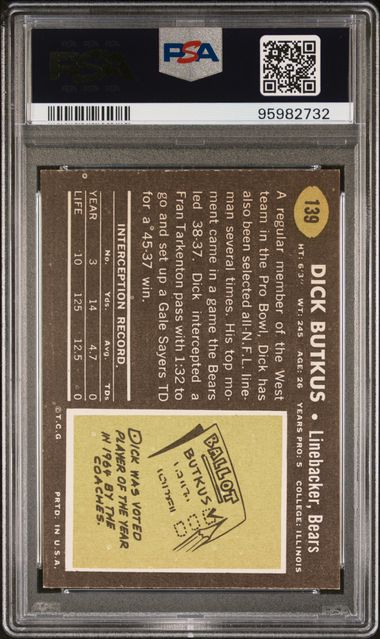 PSA
PSA
95982732
139
DICK BUTKUS • Linebacker, Bears
HT: 6'3" WT: 245 AGE: 26 YEARS PRO: 5 COLLEGE: ILLINOIS
A regular member of the West
team in the Pro Bowl, Dick has
also been selected all-N.F.L. line-
man several times. His top mo-
ment came in a game the Bears
led 38-37. Dick intercepted a
Fran Tarkenton pass with 1:32 to
go and set up a Gale Sayers TD
for a 45-37 win.
INTERCEPTION RECORD
No. Yds. Avg. TDs
YEAR 3 14 4.7 0
LIFE 10 125 12.5 0
BALLOT
BUTKUS
DICK WAS VOTED
PLAYER OF THE YEAR
IN 1964 BY THE
COACHES.
© T.C.G
PRTD. IN U.S.A.